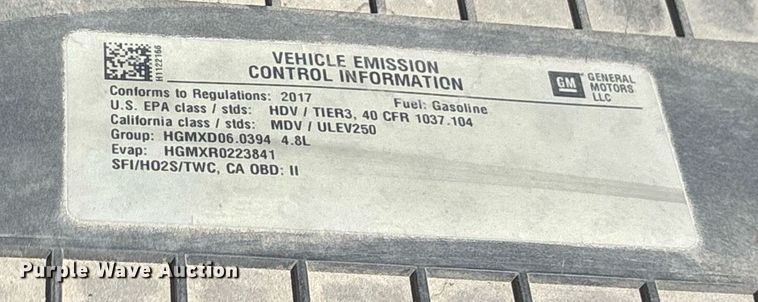 H1122166
VEHICLE EMISSION
CONTROL INFORMATION
GM
GENERAL
MOTORS
LLC
Conforms to Regulations: 2017 Fuel: Gasoline
U.S. EPA class / stds: HDV / TIER3, 40 CFR 1037.104
California class / stds: MDV / ULEV250
Group: HGMXD06.0394 4.8L
Evap: HGMXR0223841
SFI/HO2S/TWC, CA OBD: II
Purple Wave Auction